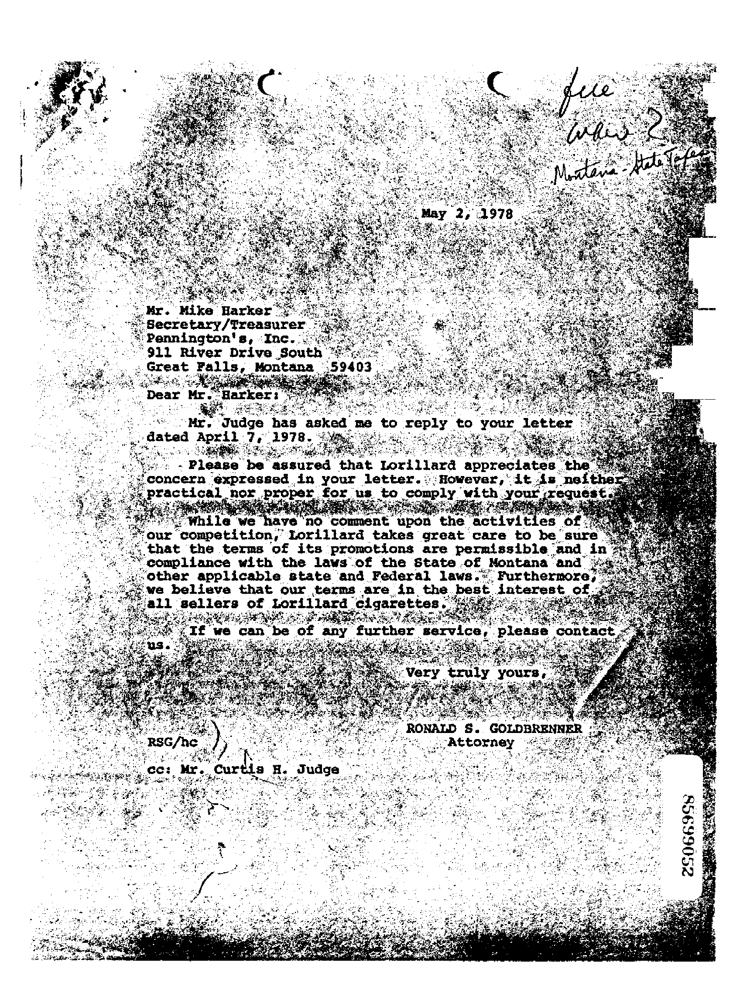 file
Montana - State
May 2, 1978
Mr. Mike Harker
Secretary/Treasurer
Pennington's, Inc.
911 River Drive South
Great Falls, Montana 59403
Dear Mr. Harker:
Mr. Judge has asked me to reply to your letter
dated April 7, 1978.
Please be assured that Lorillard appreciates the
concern expressed in your letter. However, it is neither
practical nor proper for us to comply with your request.
While we have no comment upon the activities of
our competition, Lorillard takes great care to be sure
that the terms of its promotions are permissible and in
compliance with the laws of the State of Montana and
other applicable state and Federal laws. Furthermore,
we believe that our terms are in the best interest of
all sellers of Lorillard cigarettes.
If we can be of any further service, please contact
us.
Very truly yours,
RONALD S. GOLDBRENNER
Attorney
RSG/hc
cc: Mr. Curtis H. Judge
85699052